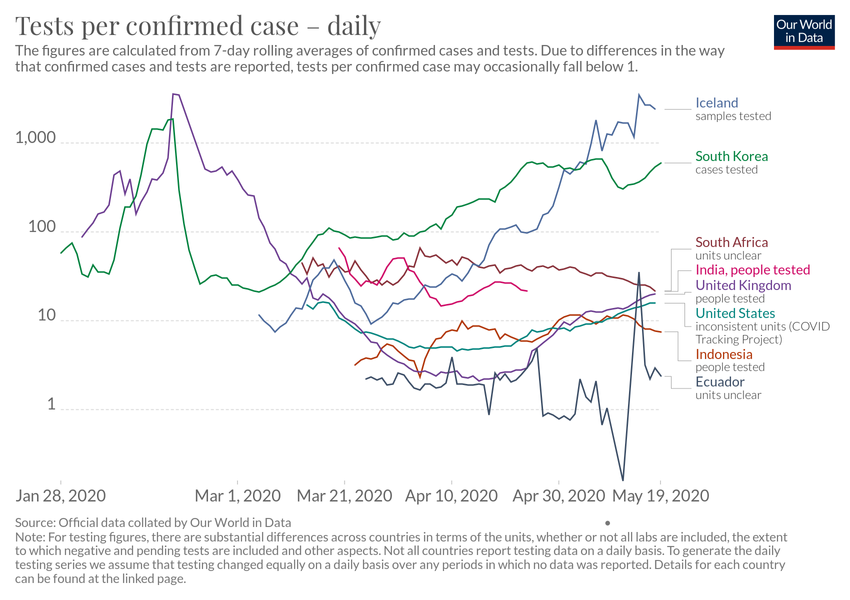 Tests per confirmed case – daily
Our World
in Data
The figures are calculated from 7-day rolling averages of confirmed cases and tests. Due to differences in the way
that confirmed cases and tests are reported, tests per confirmed case may occasionally fall below 1.
Iceland
samples tested
1,000
South Korea
cases tested
100
South Africa
units unclear
India, people tested
United Kingdom
people tested
10
United States
inconsistent units (COVID
Tracking Project)
Indonesia
people tested
Ecuador
units unclear
1
Jan 28, 2020 Mar 1, 2020 Mar 21, 2020 Apr 10, 2020 Apr 30, 2020 May 19, 2020
Source: Official data collated by Our World in Data
Note: For testing figures, there are substantial differences across countries in terms of the units, whether or not all labs are included, the extent
to which negative and pending tests are included and other aspects. Not all countries report testing data on a daily basis. To generate the daily
testing series we assume that testing changed equally on a daily basis over any periods in which no data was reported. Details for each country
can be found at the linked page.